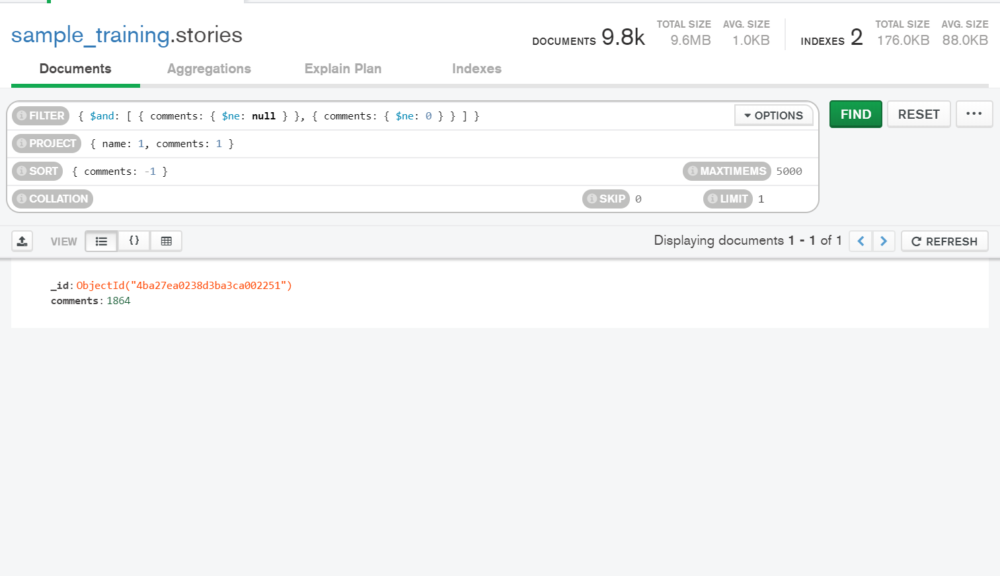 sample_training.stories
DOCUMENTS 9.8k TOTAL SIZE 9.6MB AVG. SIZE 1.0KB INDEXES 2 TOTAL SIZE 176.0KB AVG. SIZE 88.0KB
Documents Aggregations Explain Plan Indexes
FILTER { $and: [ { comments: { $ne: null } }, { comments: { $ne: 0 } } ] } OPTIONS FIND RESET ...
PROJECT { name: 1, comments: 1 }
SORT { comments: -1 } MAXTIMEMS 5000
COLLATION SKIP 0 LIMIT 1
VIEW {} Displaying documents 1 - 1 of 1 < > REFRESH
_id: ObjectId("4ba27ea0238d3ba3ca002251")
comments: 1864